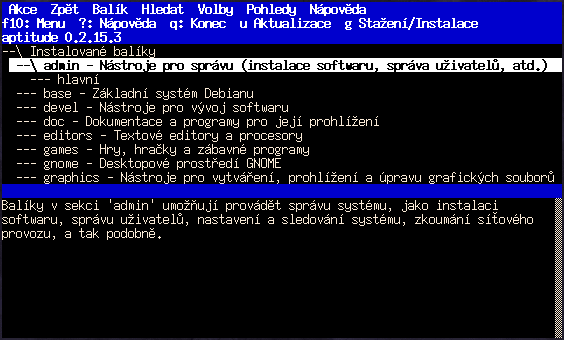 Akce Zpět Balík Hledat Volby Pohledy Nápověda
f10: Menu ?: Nápověda q: Konec u Aktualizace g Stažení/Instalace
aptitude 0.2.15.3
--\ Instalované balíky
--\ admin - Nástroje pro správu (instalace softwaru, správa uživatelů, atd.)
--- hlavní
--- base - Základní systém Debianu
--- devel - Nástroje pro vývoj softwaru
--- doc - Dokumentace a programy pro její prohlížení
--- editors - Textové editory a procesory
--- games - Hry, hračky a zábavné programy
--- gnome - Desktopové prostředí GNOME
--- graphics - Nástroje pro vytváření, prohlížení a úpravu grafických souborů
Balíky v sekci 'admin' umožňují provádět správu systému, jako instalaci
softwaru, správu uživatelů, nastavení a sledování systému, zkoumání síťového
provozu, a tak podobně.